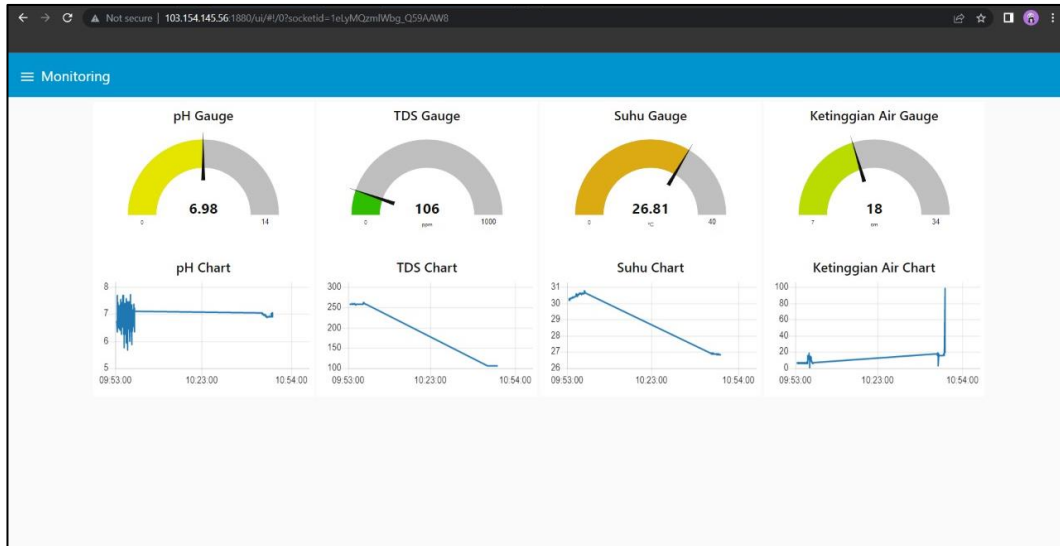 Not secure | 103.154.145.56:1880/ui/#!/0?socketid=1eLyMQzmlWbg_Q59AAW8
Monitoring
pH Gauge
6.98
0 14
TDS Gauge
106
ppm
0 1000
Suhu Gauge
26.81
°C
0 40
Ketinggian Air Gauge
18
cm
7 34
pH Chart
8
7
6
5
09:53:00 10:23:00 10:54:00
TDS Chart
300
250
200
150
100
09:53:00 10:23:00 10:54:00
Suhu Chart
31
30
29
28
27
26
09:53:00 10:23:00 10:54:00
Ketinggian Air Chart
100
80
60
40
20
0
09:53:00 10:23:00 10:54:00